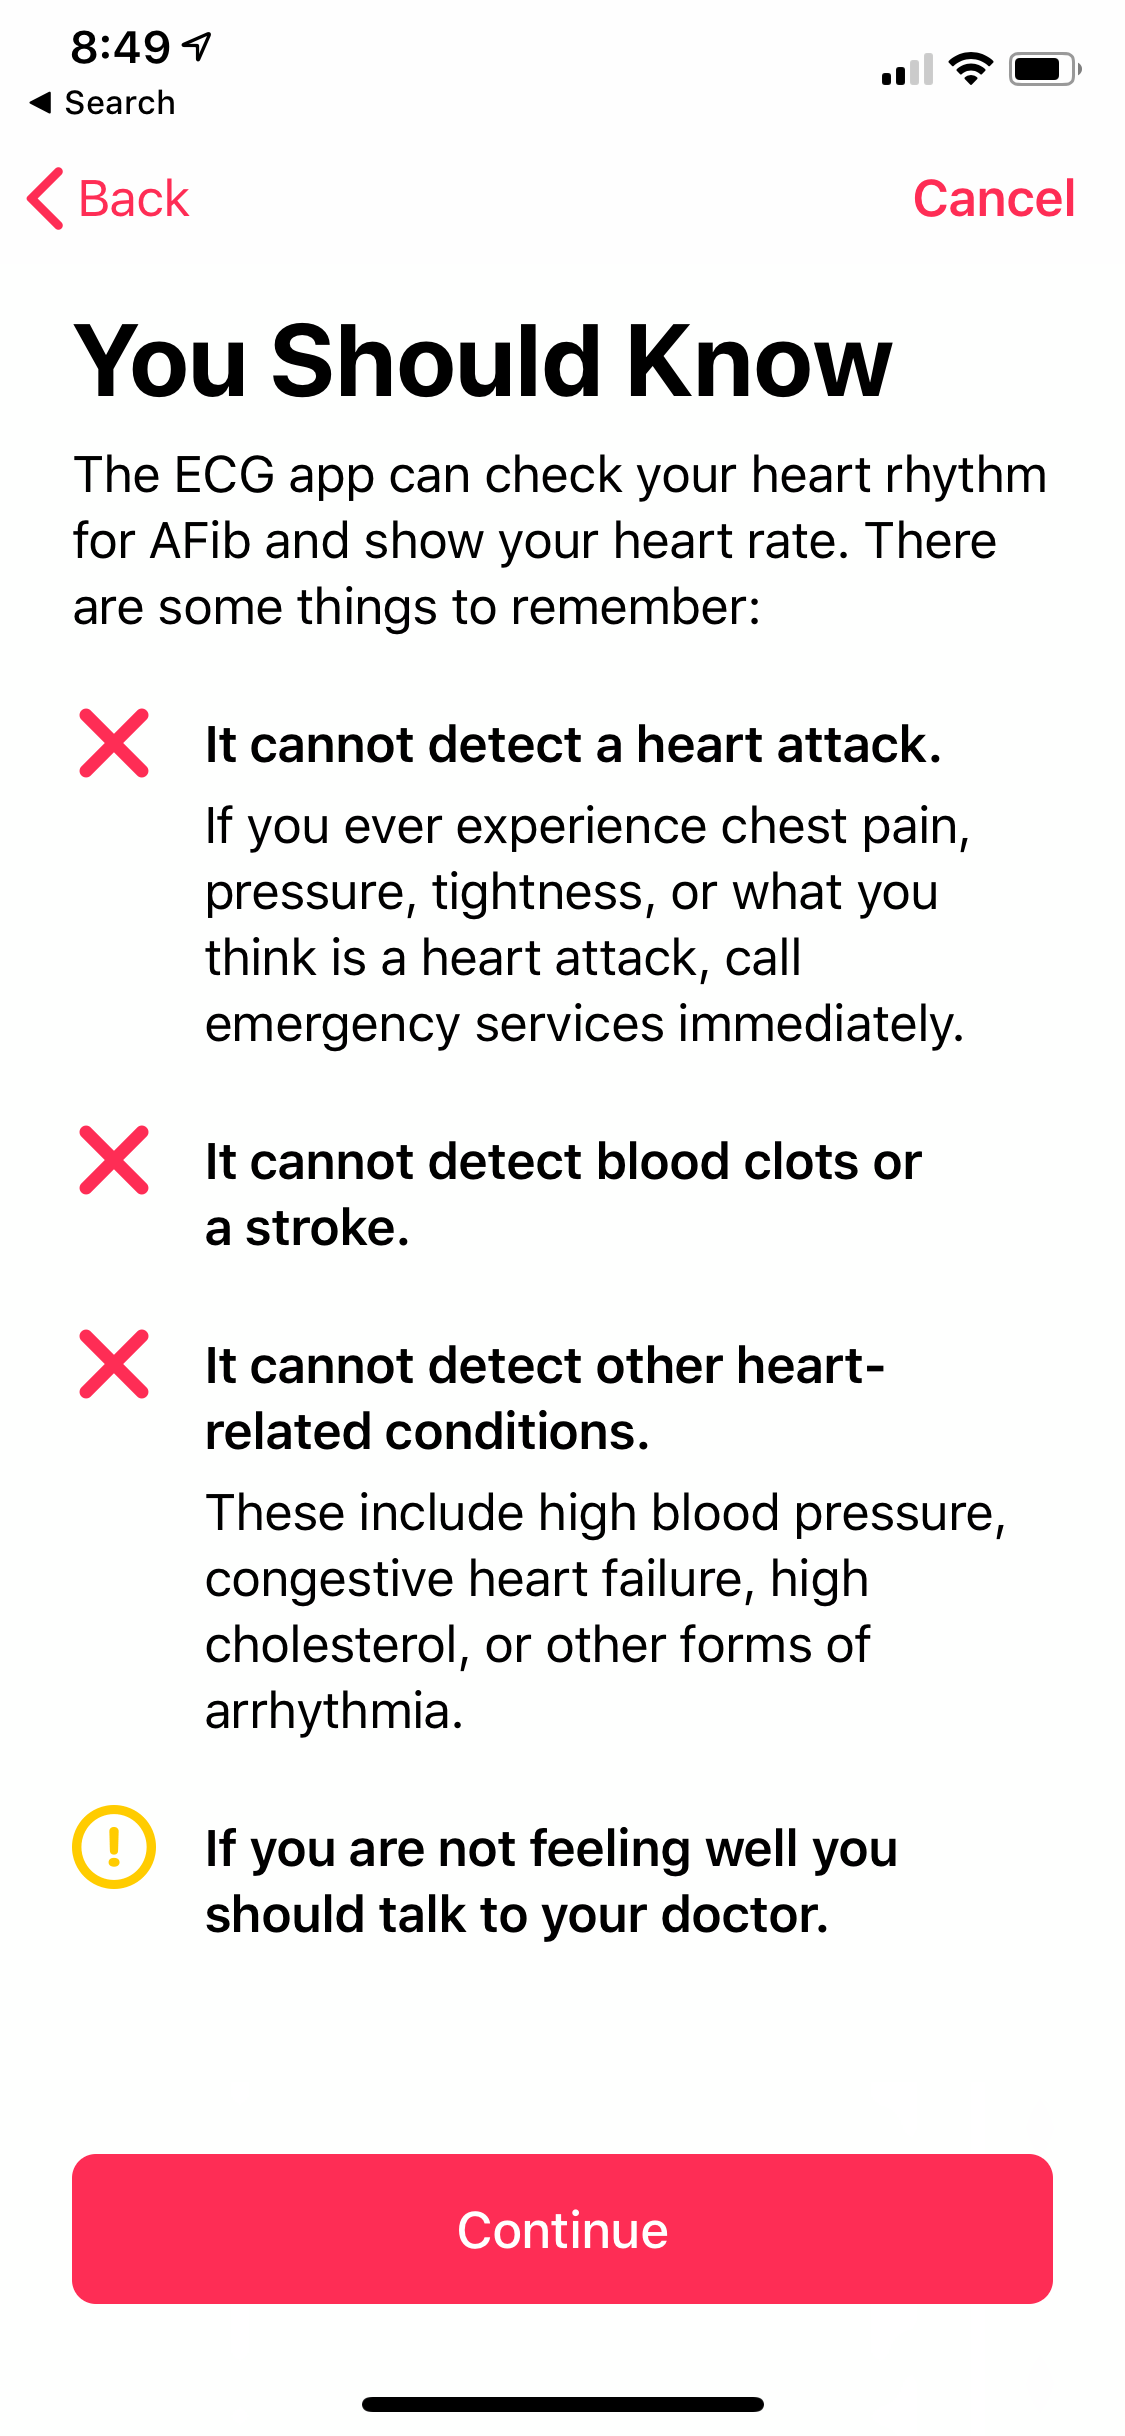 8:49
Search
Back
Cancel
You Should Know
The ECG app can check your heart rhythm
for AFib and show your heart rate. There
are some things to remember:
It cannot detect a heart attack.
If you ever experience chest pain,
pressure, tightness, or what you
think is a heart attack, call
emergency services immediately.
It cannot detect blood clots or
a stroke.
It cannot detect other heart-
related conditions.
These include high blood pressure,
congestive heart failure, high
cholesterol, or other forms of
arrhythmia.
If you are not feeling well you
should talk to your doctor.
Continue